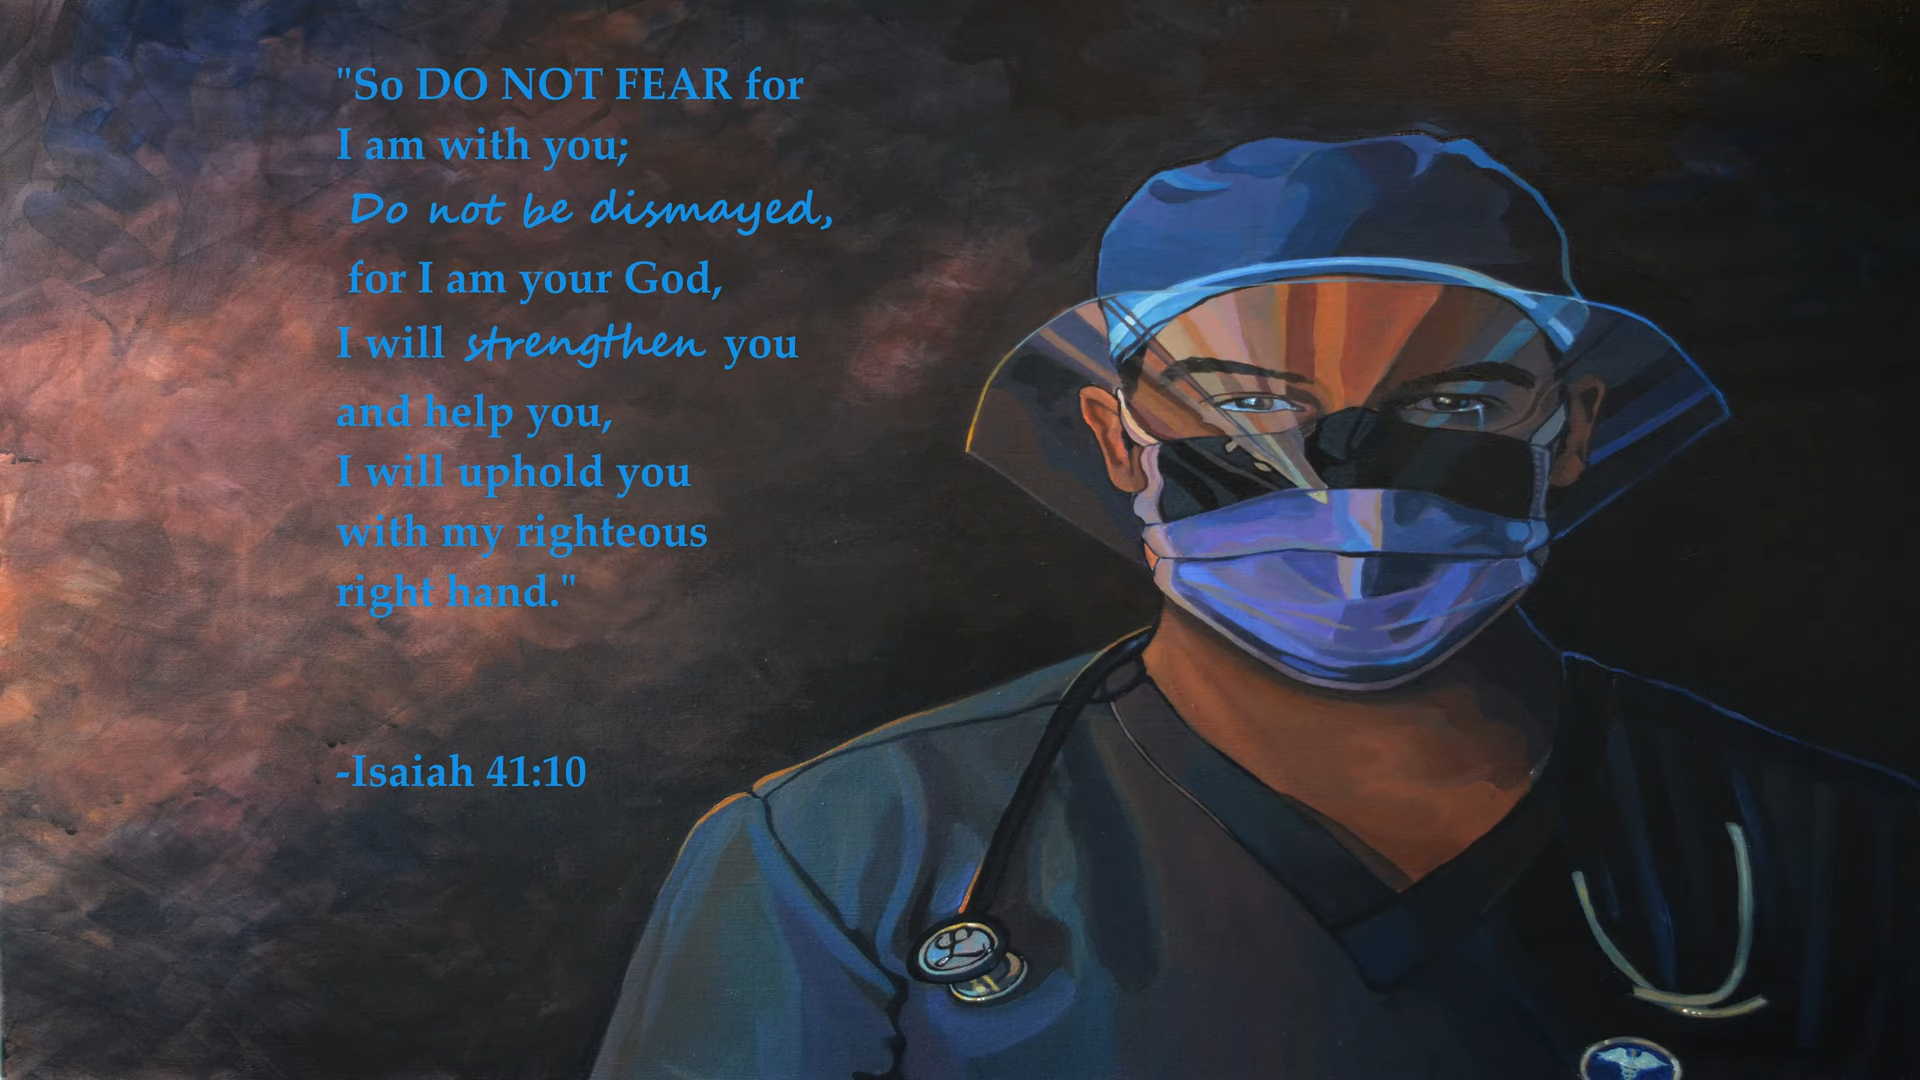 "So DO NOT FEAR for
I am with you;
Do not be dismayed,
for I am your God,
I will strengthen you
and help you,
I will uphold you
with my righteous
right hand."
-Isaiah 41:10